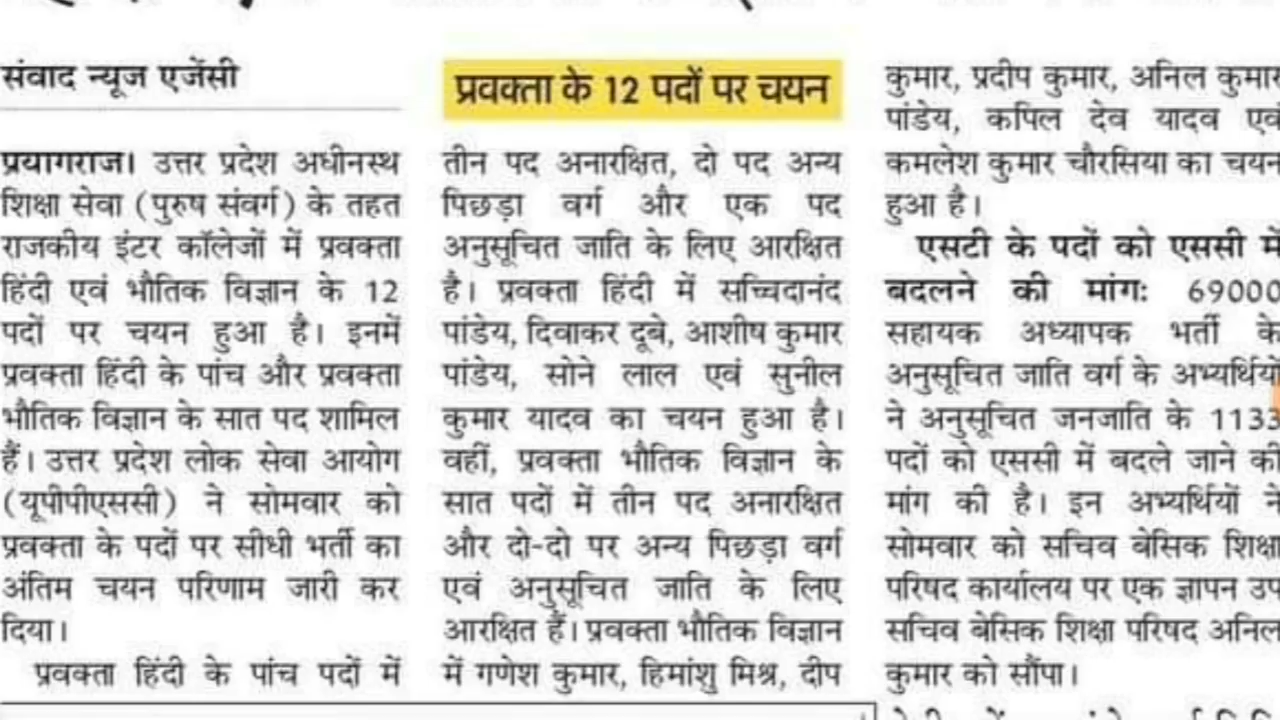 संवाद न्यूज एजेंसी
प्रयागराज। उत्तर प्रदेश अधीनस्थ
शिक्षा सेवा (पुरुष संवर्ग) के तहत
राजकीय इंटर कॉलेजों में प्रवक्ता
हिंदी एवं भौतिक विज्ञान के 12
पदों पर चयन हुआ है। इनमें
प्रवक्ता हिंदी के पांच और प्रवक्ता
भौतिक विज्ञान के सात पद शामिल
हैं। उत्तर प्रदेश लोक सेवा आयोग
(यूपीपीएससी) ने सोमवार को
प्रवक्ता के पदों पर सीधी भर्ती का
अंतिम चयन परिणाम जारी कर
दिया।
प्रवक्ता हिंदी के पांच पदों में
प्रवक्ता के 12 पदों पर चयन
तीन पद अनारक्षित, दो पद अन्य
पिछड़ा वर्ग और एक पद
अनुसूचित जाति के लिए आरक्षित
है। प्रवक्ता हिंदी में सच्चिदानंद
पांडेय, दिवाकर दूबे, आशीष कुमार
पांडेय, सोने लाल एवं सुनील
कुमार यादव का चयन हुआ है।
वहीं, प्रवक्ता भौतिक विज्ञान के
सात पदों में तीन पद अनारक्षित
और दो-दो पर अन्य पिछड़ा वर्ग
एवं अनुसूचित जाति के लिए
आरक्षित हैं। प्रवक्ता भौतिक विज्ञान
में गणेश कुमार, हिमांशु मिश्र, दीप
कुमार, प्रदीप कुमार, अनिल कुमार
पांडेय, कपिल देव यादव एवं
कमलेश कुमार चौरसिया का चयन
हुआ है।
एसटी के पदों को एससी में
बदलने की मांगः 69000
सहायक अध्यापक भर्ती के
अनुसूचित जाति वर्ग के अभ्यर्थियों
ने अनुसूचित जनजाति के 1133
पदों को एससी में बदले जाने की
मांग की है। इन अभ्यर्थियों ने
सोमवार को सचिव बेसिक शिक्षा
परिषद कार्यालय पर एक ज्ञापन उप
सचिव बेसिक शिक्षा परिषद अनिल
कुमार को सौंपा।